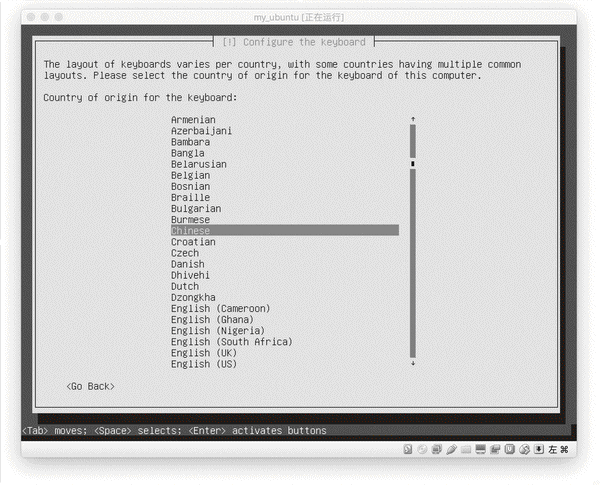 my_ubuntu [正在运行]
[!] Configure the keyboard
The layout of keyboards varies per country, with some countries having multiple common
layouts. Please select the country of origin for the keyboard of this computer.
Country of origin for the keyboard:
Armenian
Azerbaijani
Bambara
Bangla
Belarusian
Belgian
Bosnian
Braille
Bulgarian
Burmese
Chinese
Croatian
Czech
Danish
Dhivehi
Dutch
Dzongkha
English (Cameroon)
English (Ghana)
English (Nigeria)
English (South Africa)
English (UK)
English (US)
<Go Back>
<Tab> moves; <Space> selects; <Enter> activates buttons
左 ⌘